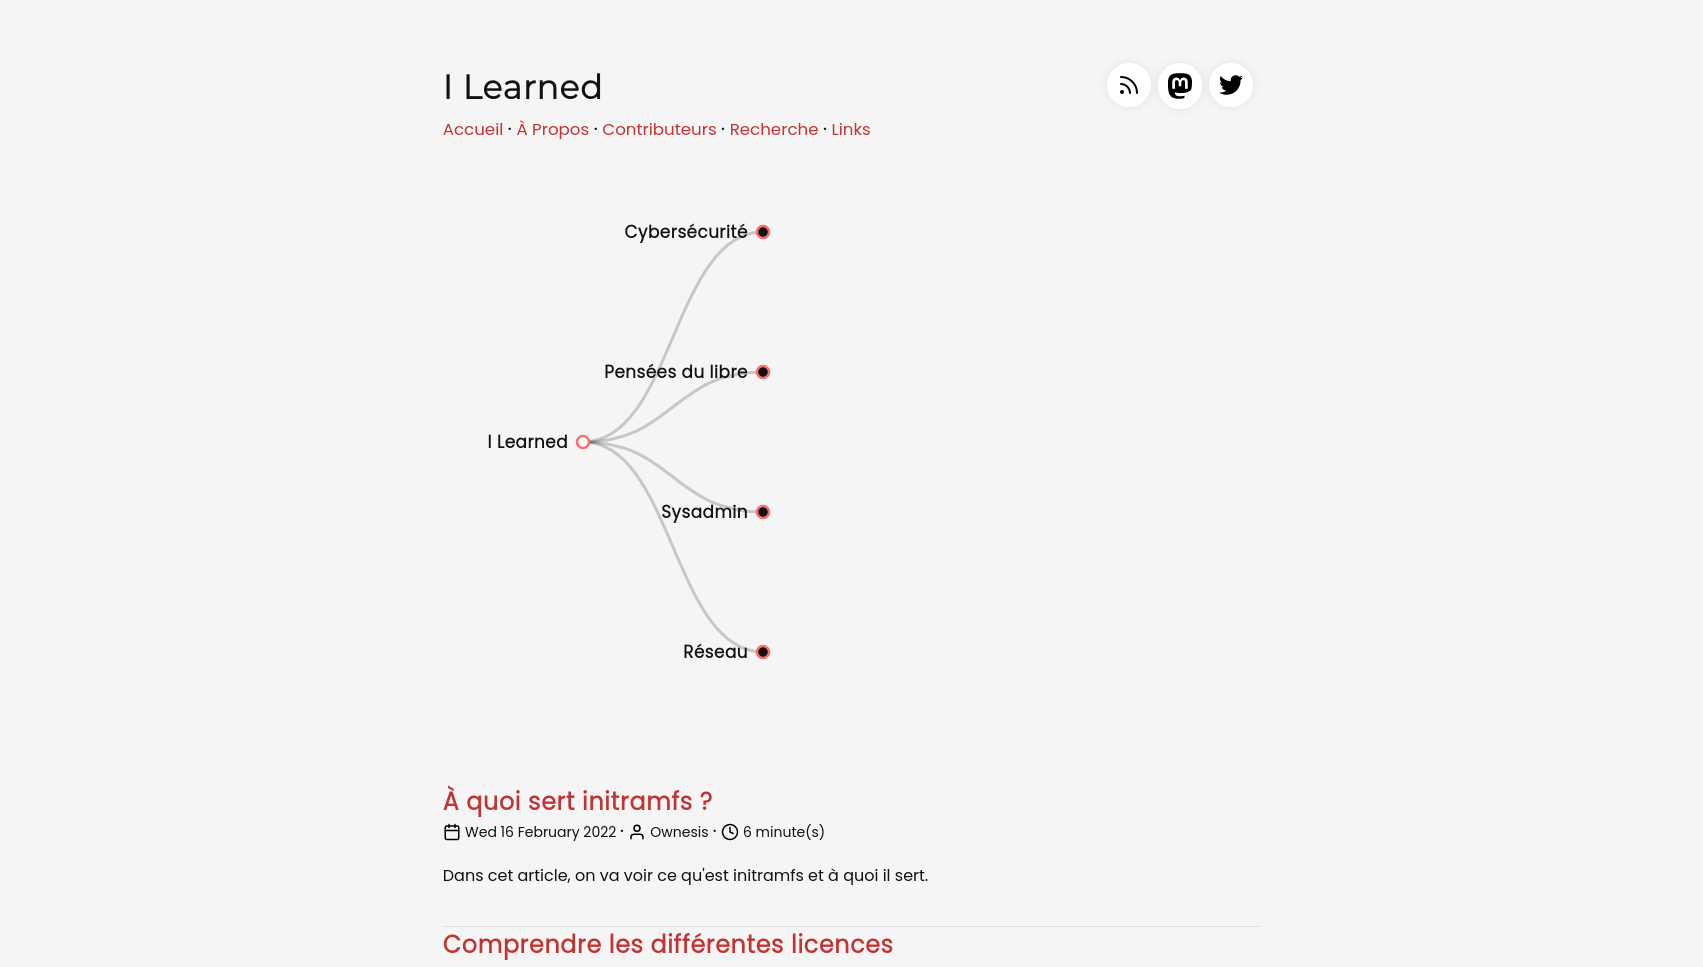 I Learned
Accueil · À Propos · Contributeurs · Recherche · Links
Cybersécurité
Pensées du libre
I Learned
Sysadmin
Réseau
À quoi sert initramfs ?
Wed 16 February 2022 · Ownesis · 6 minute(s)
Dans cet article, on va voir ce qu'est initramfs et à quoi il sert.
Comprendre les différentes licences